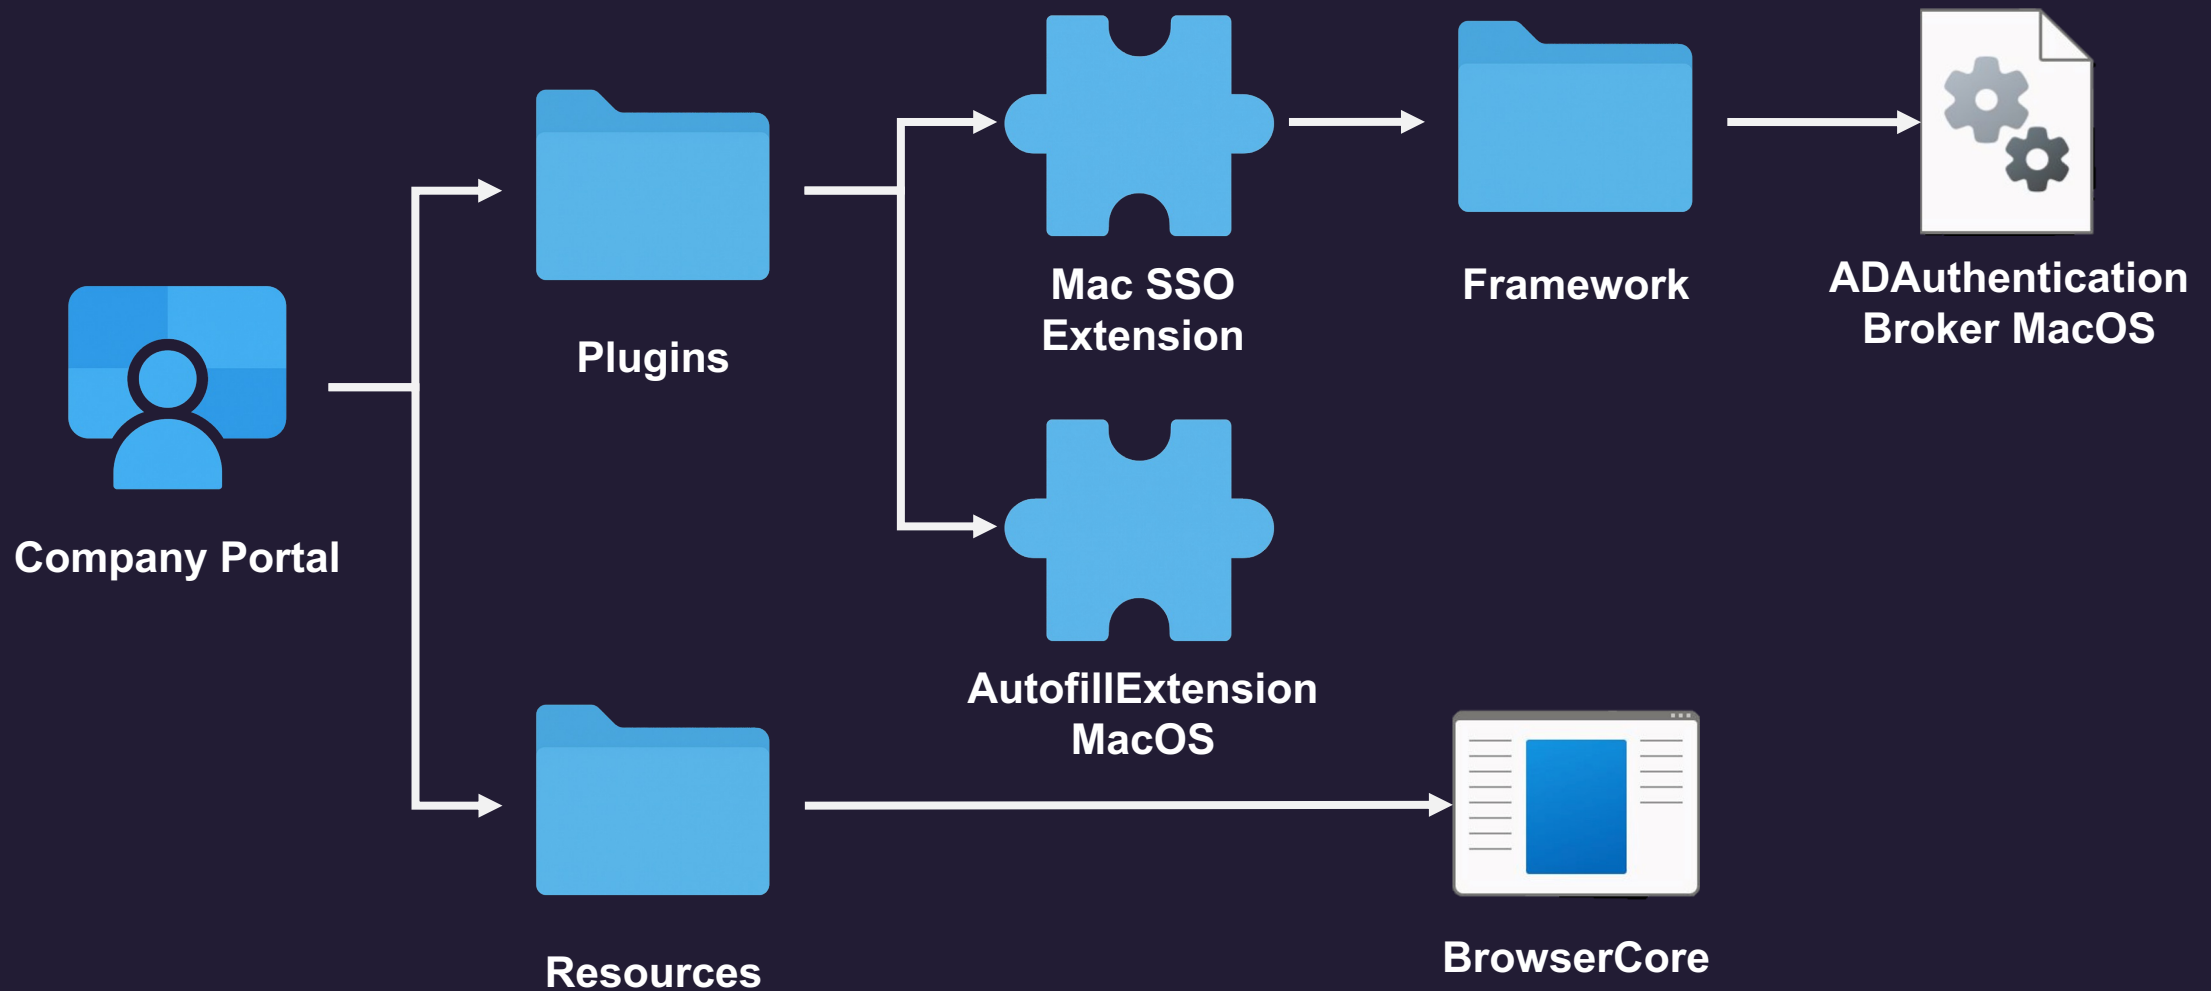 Company Portal
Plugins
Mac SSO
Extension
Framework
ADAuthentication
Broker MacOS
AutofillExtension
MacOS
Resources
BrowserCore